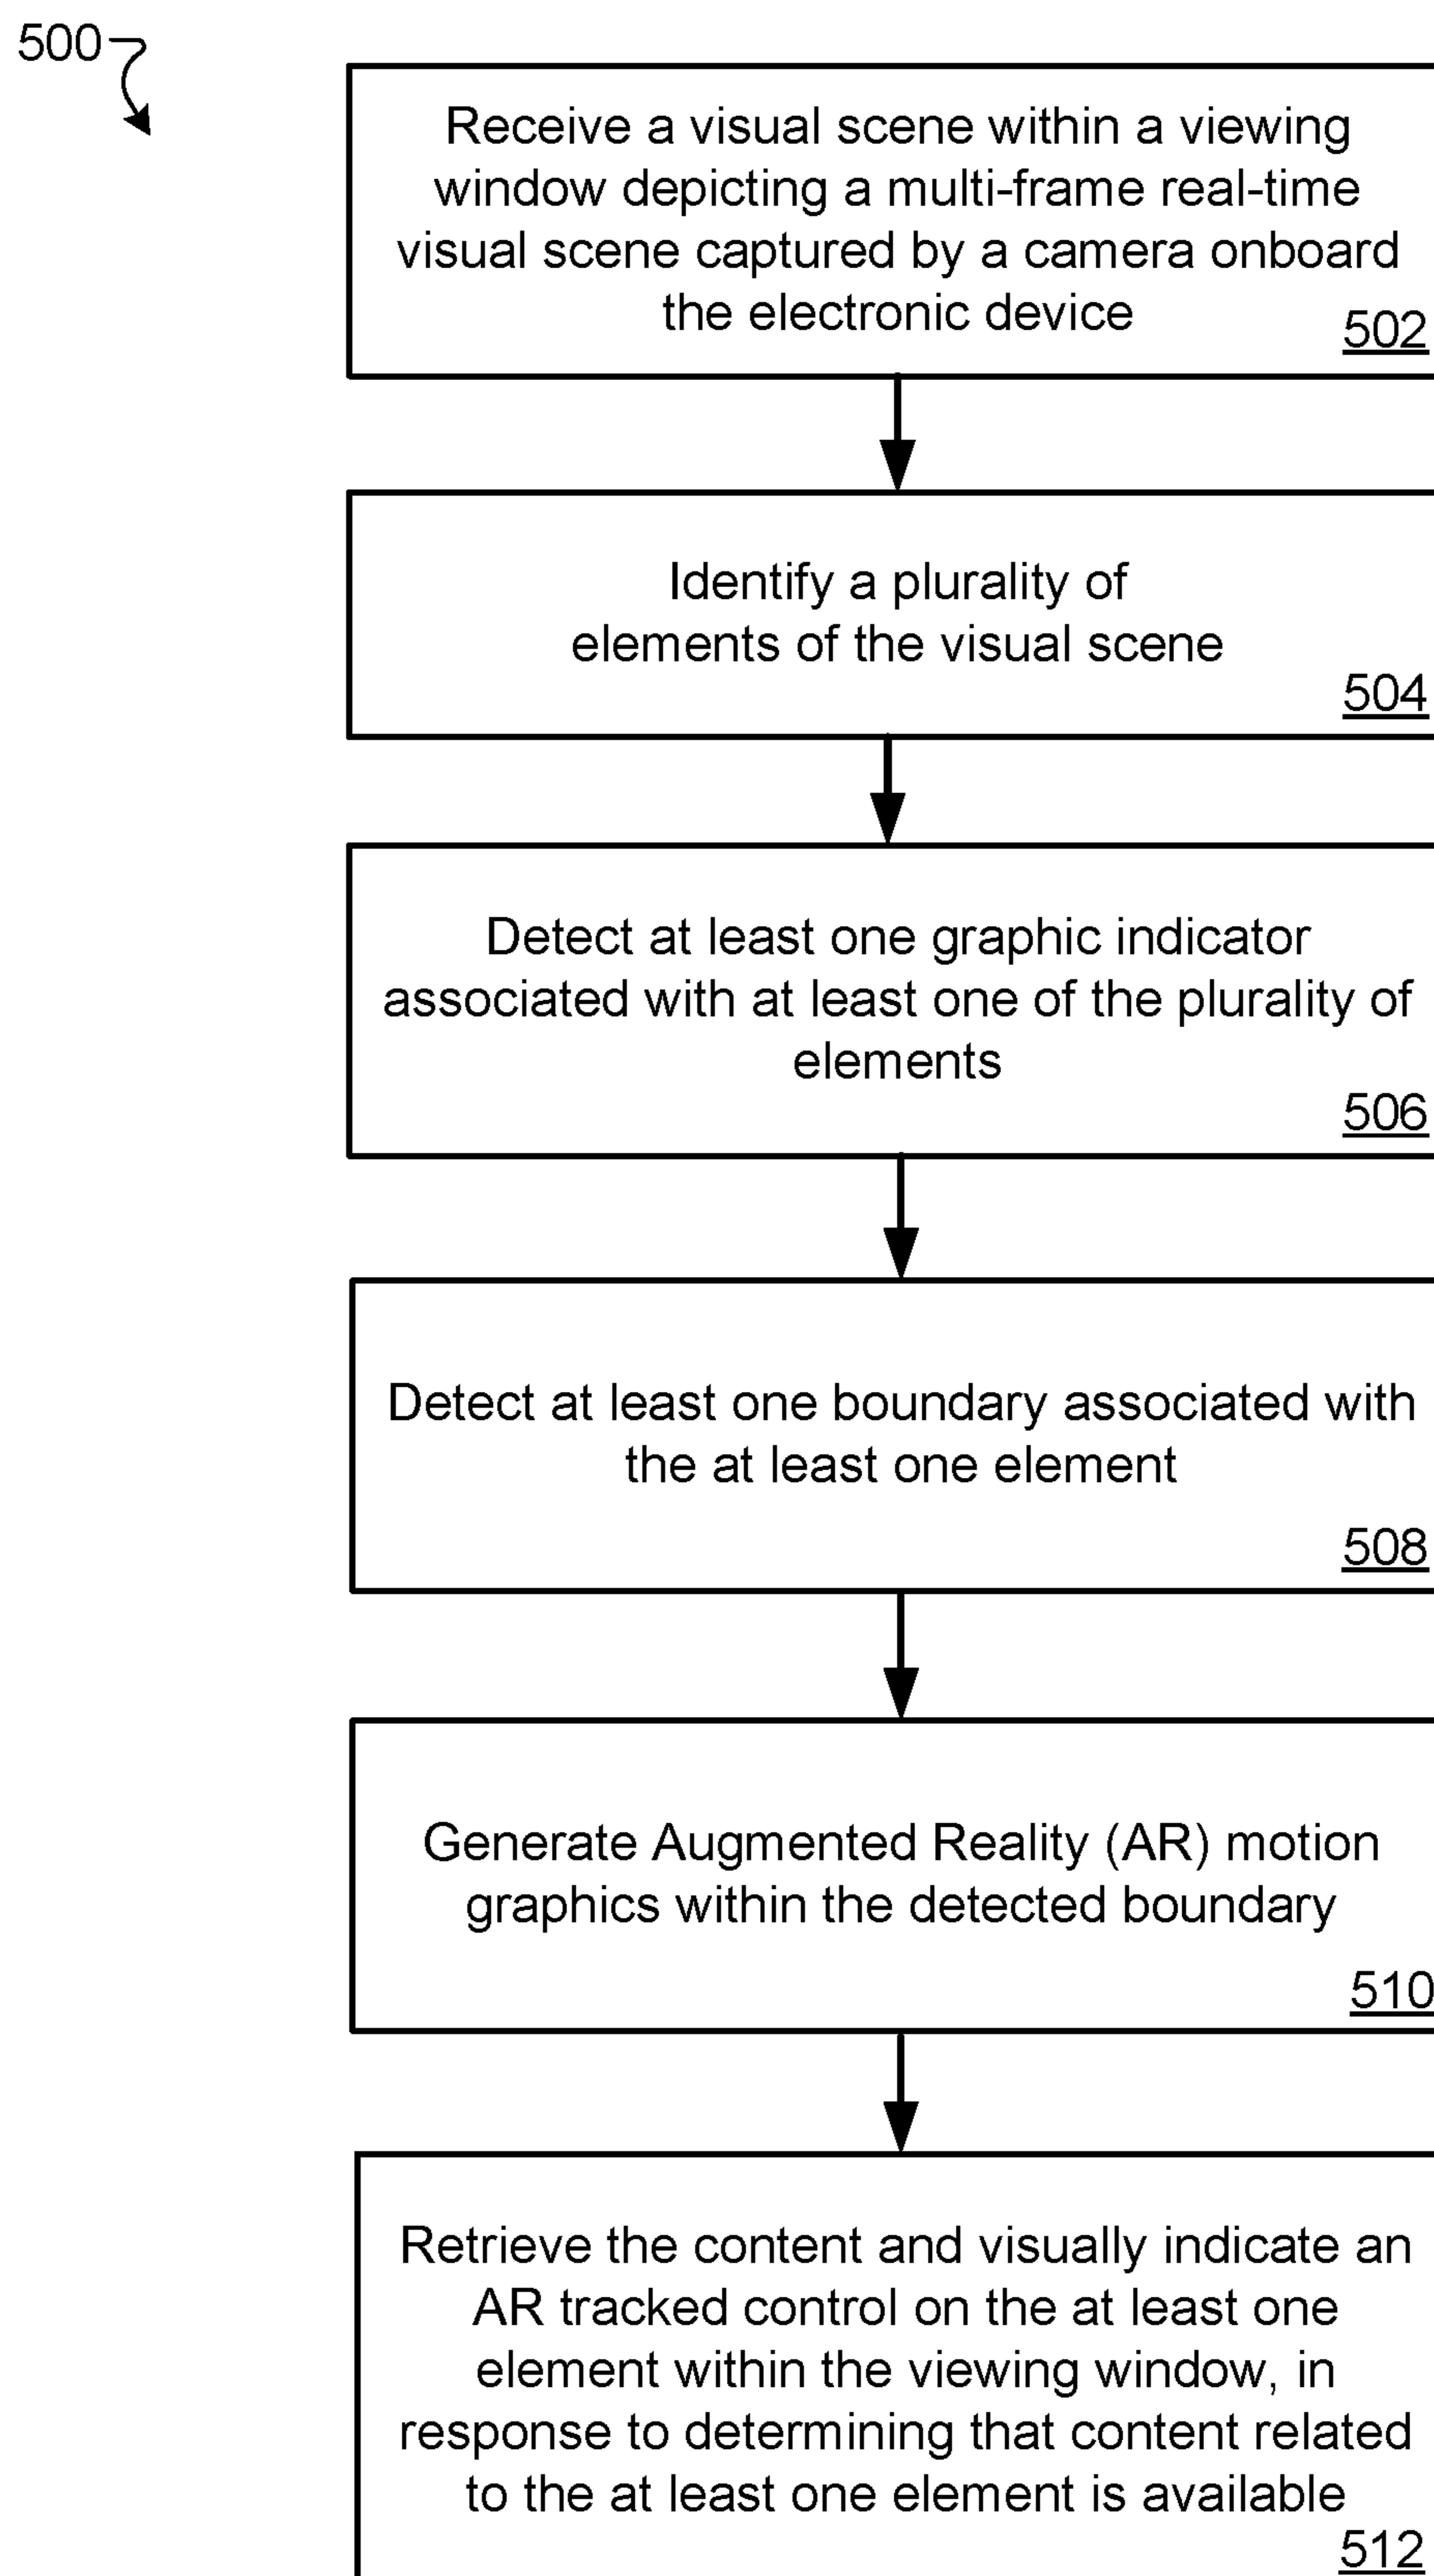 500
Receive a visual scene within a viewing
window depicting a multi-frame real-time
visual scene captured by a camera onboard
the electronic device
502
Identify a plurality of
elements of the visual scene
504
Detect at least one graphic indicator
associated with at least one of the plurality of
elements
506
Detect at least one boundary associated with
the at least one element
508
Generate Augmented Reality (AR) motion
graphics within the detected boundary
510
Retrieve the content and visually indicate an
AR tracked control on the at least one
element within the viewing window, in
response to determining that content related
to the at least one element is available
512